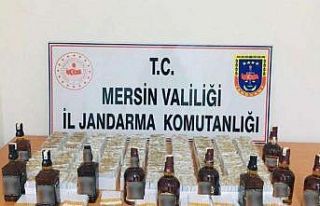 T.C.
MERSİN VALİLİĞİ
İL JANDARMA KOMUTANLIĞI